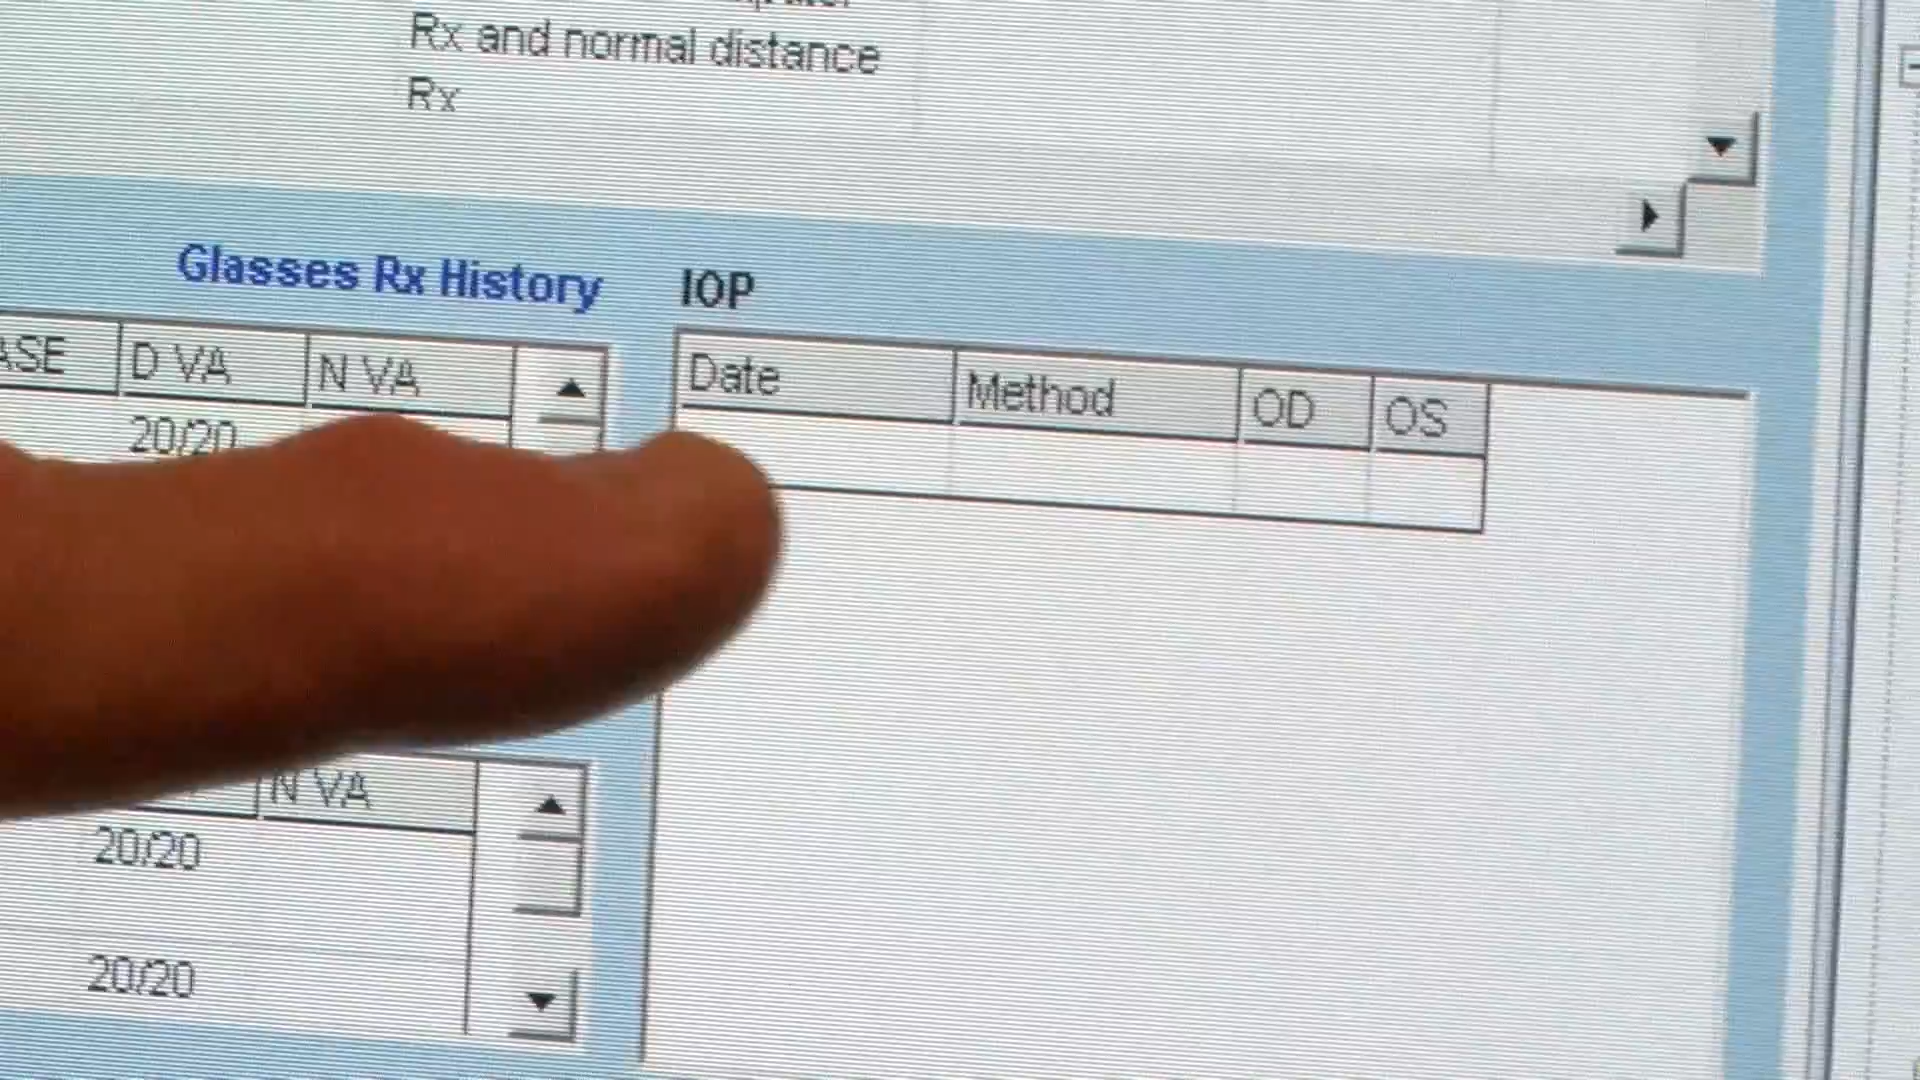 Rx and normal distance
Rx
Glasses Rx History
IOP
D VA N VA
Date Method OD OS
20/20
N VA
20/20
20/20